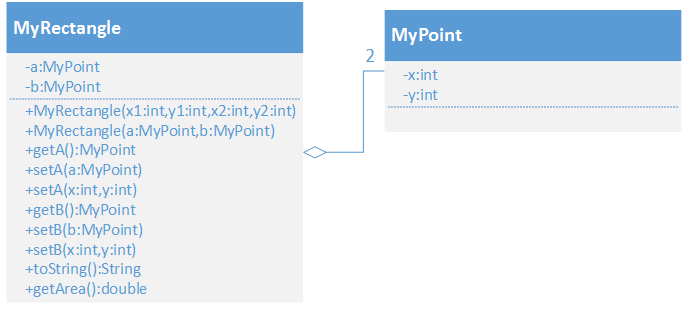 MyRectangle
-a:MyPoint
-b:MyPoint
+MyRectangle(x1:int,y1:int,x2:int,y2:int)
+MyRectangle(a:MyPoint,b:MyPoint)
+getA():MyPoint
+setA(a:MyPoint)
+setA(x:int,y:int)
+getB():MyPoint
+setB(b:MyPoint)
+setB(x:int,y:int)
+toString():String
+getArea():double
2
MyPoint
-x:int
-y:int